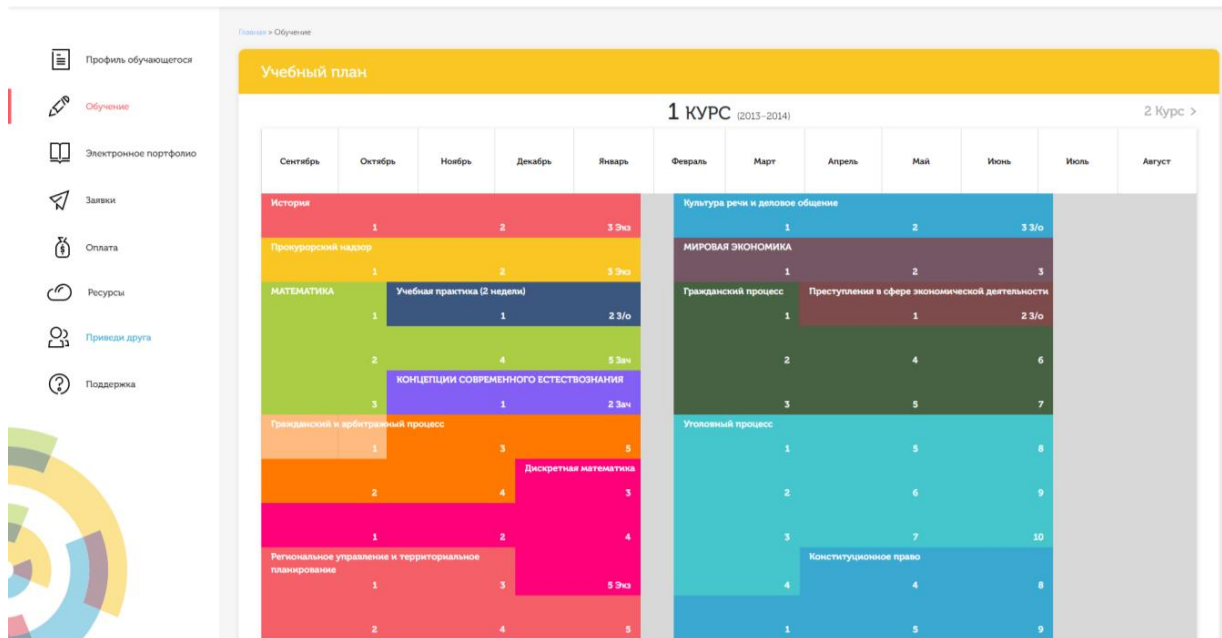 Главная > Обучение
Профиль обучающегося
Обучение
Электронное портфолио
Заявки
Оплата
Ресурсы
Приведи друга
Поддержка
Учебный план
1 КУРС (2013–2014)
2 Курс >
Сентябрь Октябрь Ноябрь Декабрь Январь Февраль Март Апрель Май Июнь Июль Август
История
1 2 3 Экз
Прокурорский надзор
1 2 3 Экз
МАТЕМАТИКА Учебная практика (2 недели)
1 1 2 З/о
2 4 5 Зач
КОНЦЕПЦИИ СОВРЕМЕННОГО ЕСТЕСТВОЗНАНИЯ
3 1 2 Зач
Гражданский и арбитражный процесс
1 3 5
Дискретная математика
2 4 3
1 2 4
Региональное управление и территориальное
планирование
1 3 5 Экз
2 4 5
Культура речи и деловое общение
1 2 3 З/о
МИРОВАЯ ЭКОНОМИКА
1 2 3
Гражданский процесс Преступления в сфере экономической деятельности
1 1 2 З/о
2 4 6
3 5 7
Уголовный процесс
1 5 8
2 6 9
3 7 10
Конституционное право
4 4 8
1 5 9